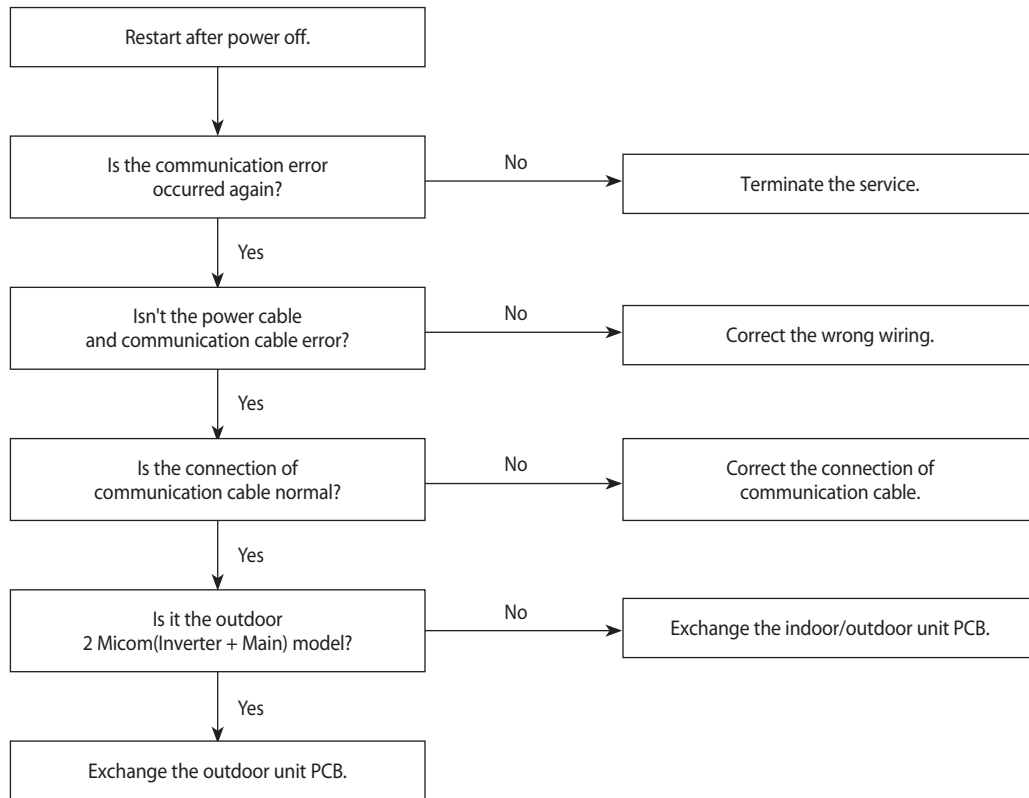 Restart after power off.
Is the communication error
occurred again?
No
Terminate the service.
Yes
Isn't the power cable
and communication cable error?
No
Correct the wrong wiring.
Yes
Is the connection of
communication cable normal?
No
Correct the connection of
communication cable.
Yes
Is it the outdoor
2 Micom(Inverter + Main) model?
No
Exchange the indoor/outdoor unit PCB.
Yes
Exchange the outdoor unit PCB.